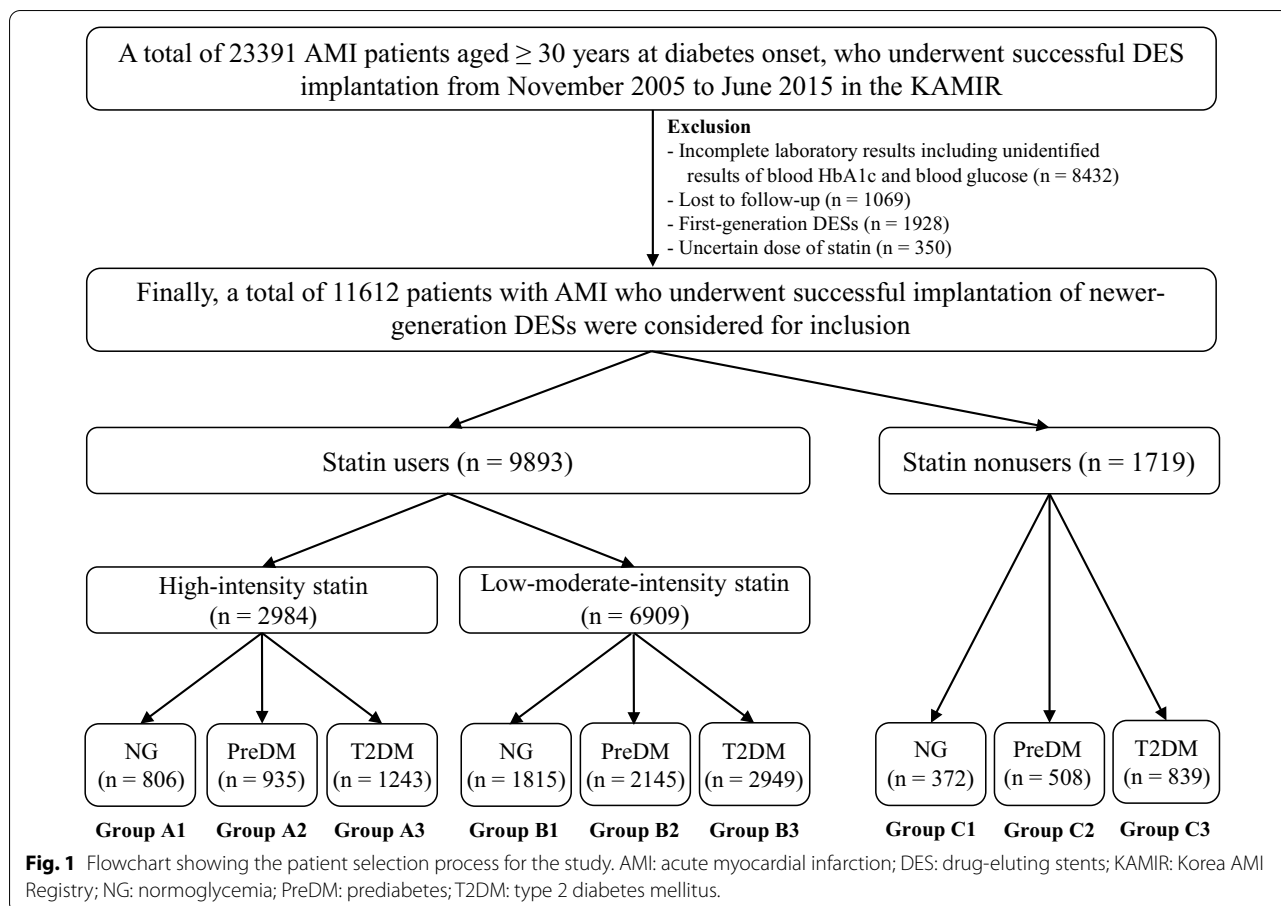 A total of 23391 AMI patients aged ≥ 30 years at diabetes onset, who underwent successful DES
implantation from November 2005 to June 2015 in the KAMIR
Exclusion
- Incomplete laboratory results including unidentified
results of blood HbA1c and blood glucose (n = 8432)
- Lost to follow-up (n = 1069)
- First-generation DESs (n = 1928)
- Uncertain dose of statin (n = 350)
Finally, a total of 11612 patients with AMI who underwent successful implantation of newer-
generation DESs were considered for inclusion
Statin users (n = 9893)
Statin nonusers (n = 1719)
High-intensity statin
(n = 2984)
Low-moderate-intensity statin
(n = 6909)
NG
(n = 806)
PreDM
(n = 935)
T2DM
(n = 1243)
NG
(n = 1815)
PreDM
(n = 2145)
T2DM
(n = 2949)
NG
(n = 372)
PreDM
(n = 508)
T2DM
(n = 839)
Group A1
Group A2
Group A3
Group B1
Group B2
Group B3
Group C1
Group C2
Group C3
Fig. 1 Flowchart showing the patient selection process for the study. AMI: acute myocardial infarction; DES: drug-eluting stents; KAMIR: Korea AMI
Registry; NG: normoglycemia; PreDM: prediabetes; T2DM: type 2 diabetes mellitus.